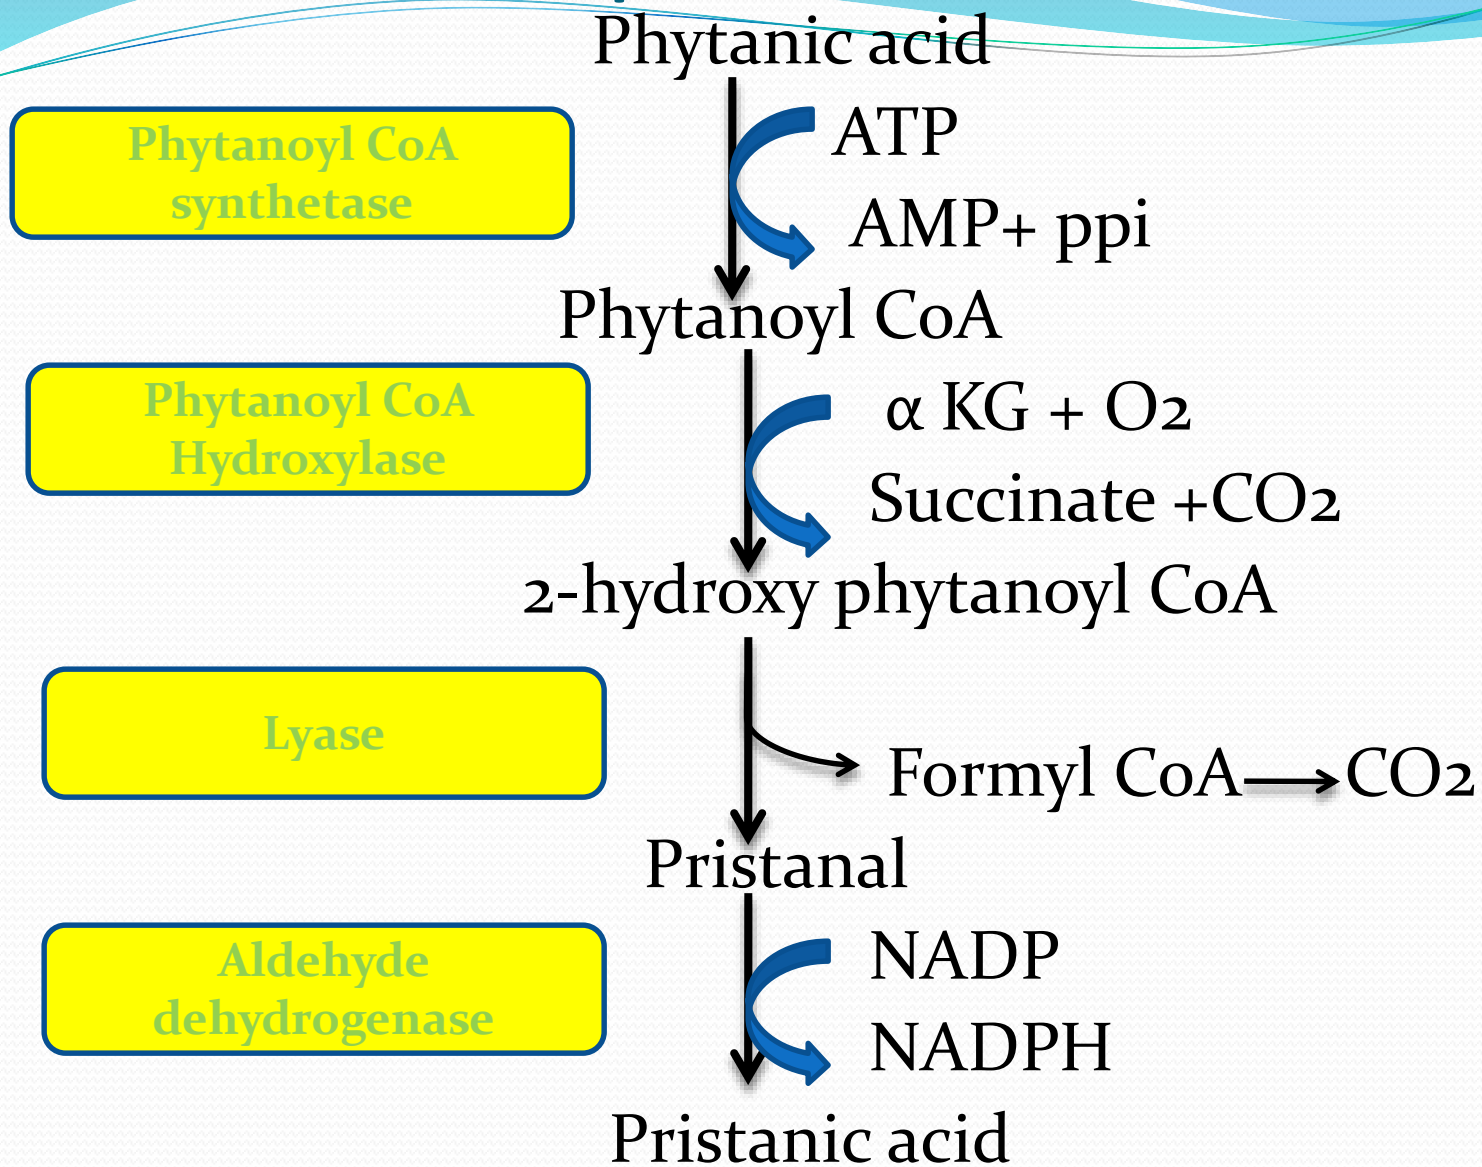 Phytanic acid
Phytanoyl CoA
synthetase
ATP
AMP+ ppi
Phytanoyl CoA
Phytanoyl CoA
Hydroxylase
α KG + O2
Succinate +CO2
2-hydroxy phytanoyl CoA
Lyase
Formyl CoA CO2
Pristanal
Aldehyde
dehydrogenase
NADP
NADPH
Pristanic acid